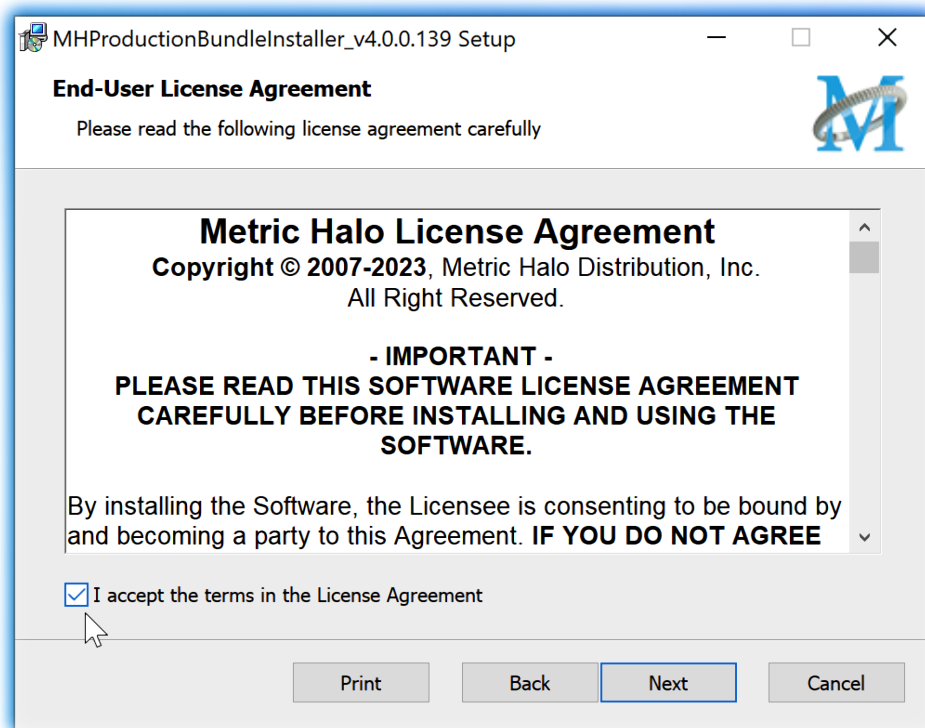 MHProductionBundleInstaller_v4.0.0.139 Setup
End-User License Agreement
Please read the following license agreement carefully
M
Metric Halo License Agreement
Copyright © 2007-2023, Metric Halo Distribution, Inc.
All Right Reserved.
- IMPORTANT -
PLEASE READ THIS SOFTWARE LICENSE AGREEMENT
CAREFULLY BEFORE INSTALLING AND USING THE
SOFTWARE.
By installing the Software, the Licensee is consenting to be bound by
and becoming a party to this Agreement. IF YOU DO NOT AGREE
I accept the terms in the License Agreement
Print Back Next Cancel